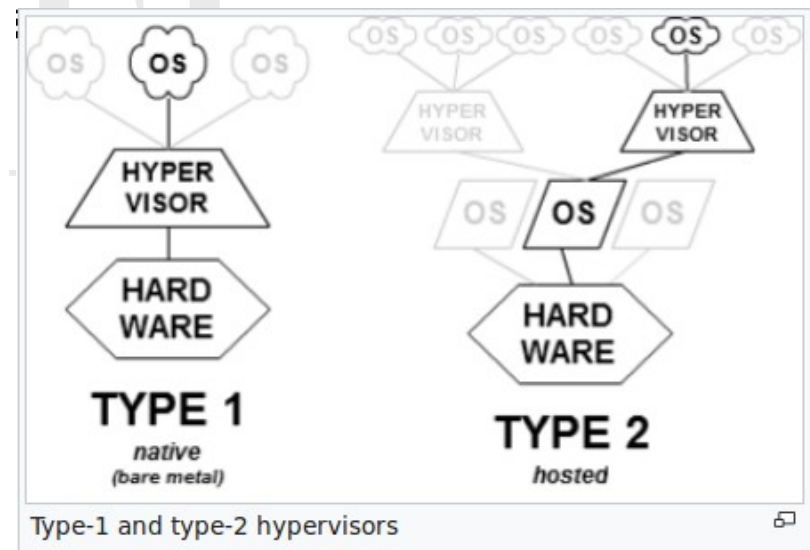 OS
OS
OS
HYPER
VISOR
HARD
WARE
TYPE 1
native
(bare metal)
OS
OS
OS
OS
OS
OS
HYPER
VISOR
HYPER
VISOR
OS
OS
OS
HARD
WARE
TYPE 2
hosted
Type-1 and type-2 hypervisors